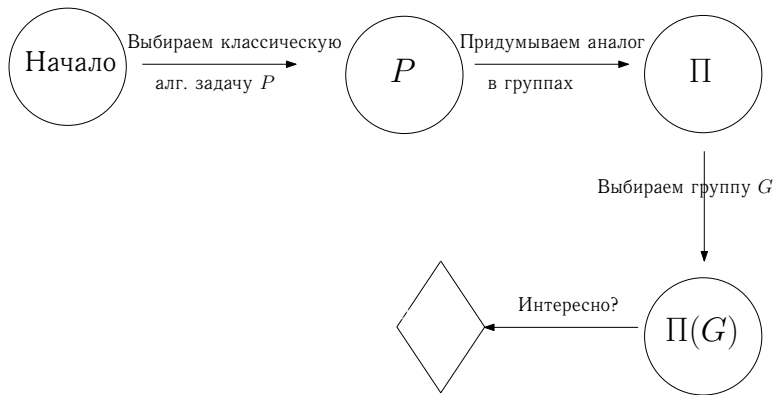 Начало
Выбираем классическую
алг. задачу P
P
Придумываем аналог
в группах
Π
Выбираем группу G
Π(G)
Интересно?